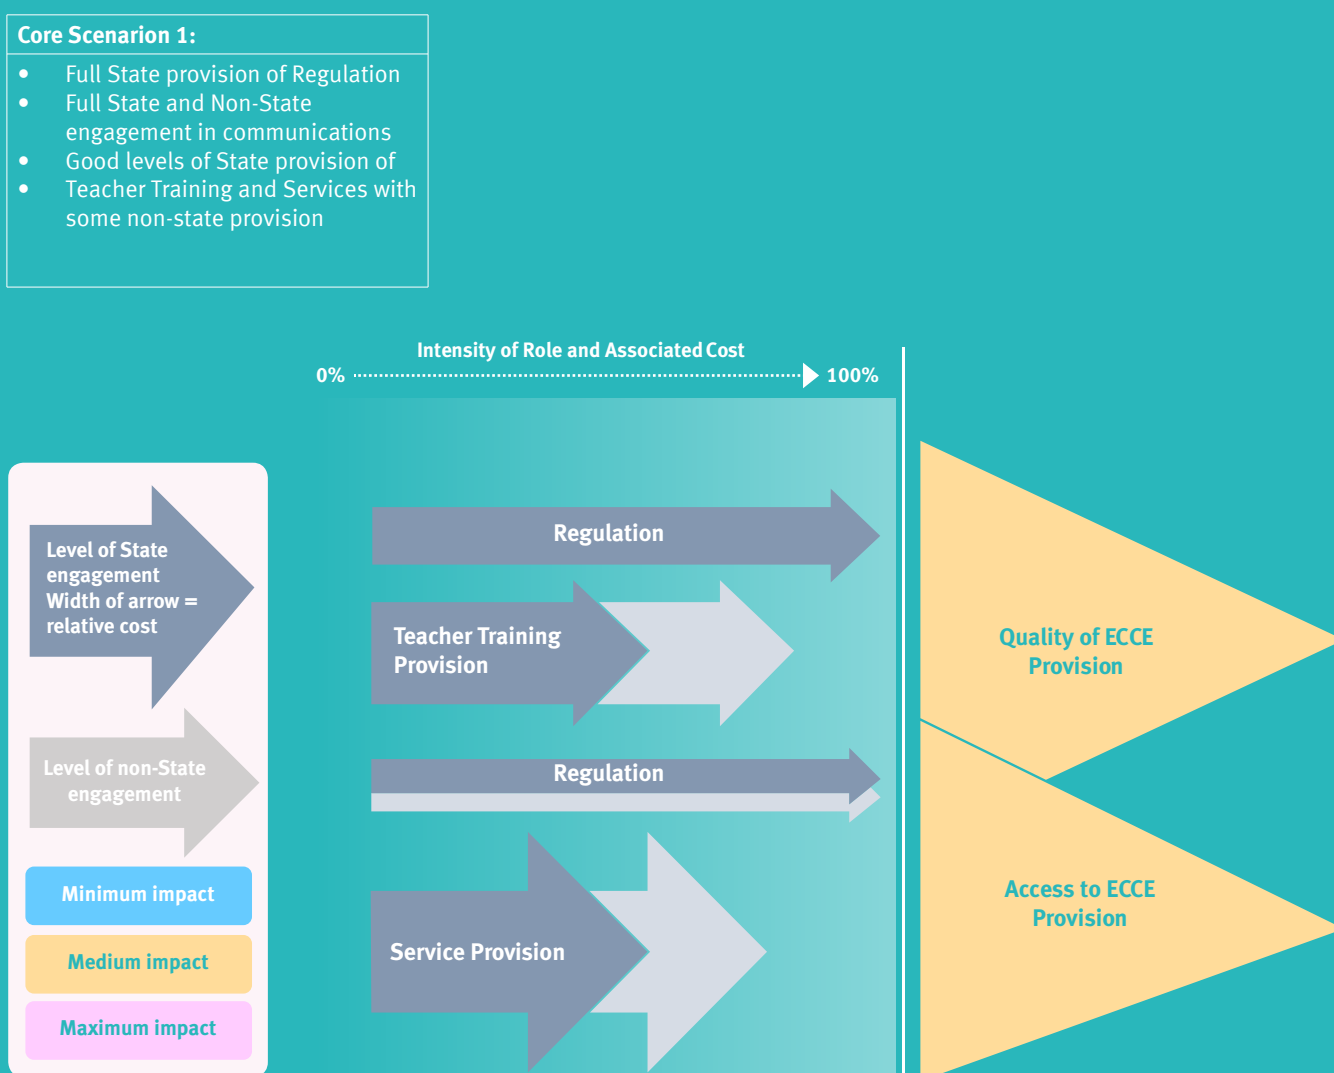 Core Scenarion 1:
• Full State provision of Regulation
• Full State and Non-State
engagement in communications
• Good levels of State provision of
• Teacher Training and Services with
some non-state provision
Intensity of Role and Associated Cost
0%
100%
Level of State
engagement
Width of arrow =
relative cost
Level of non-State
engagement
Minimum impact
Medium impact
Maximum impact
Regulation
Teacher Training
Provision
Regulation
Service Provision
Quality of ECCE
Provision
Access to ECCE
Provision